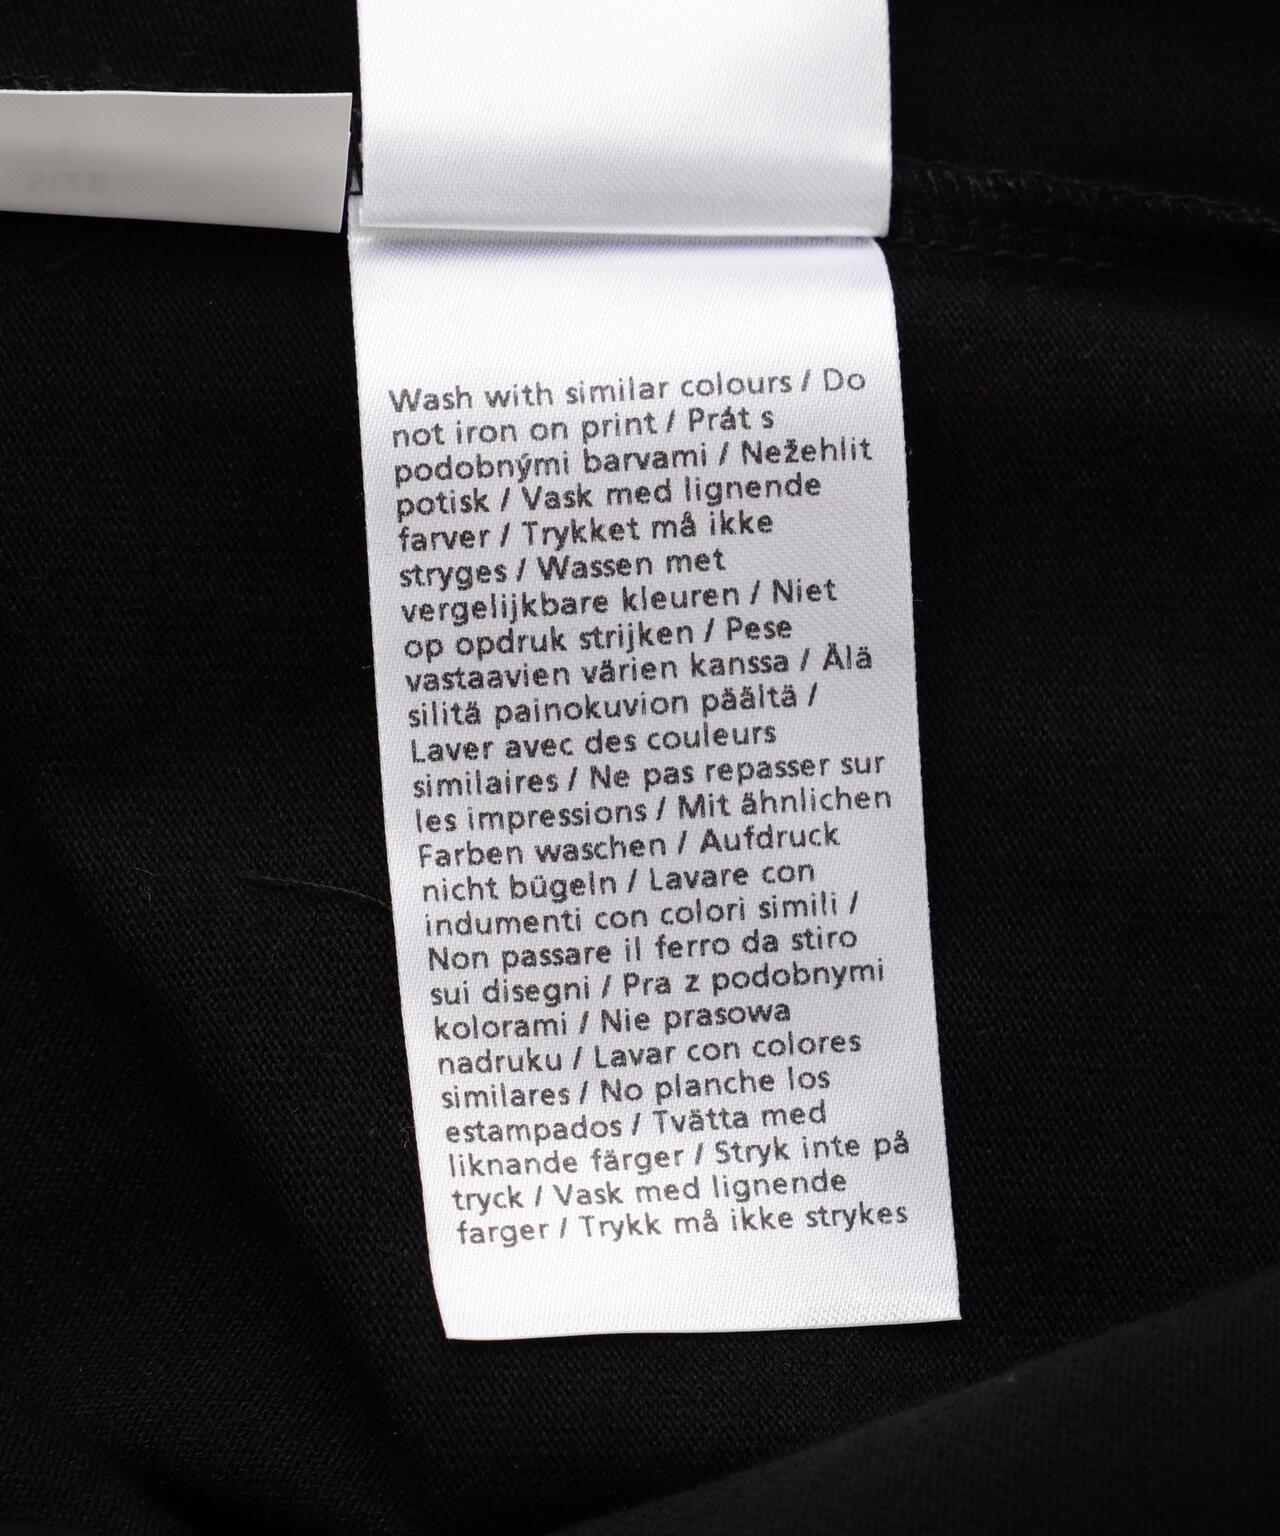 Wash with similar colours / Do
not iron on print / Prát s
podobnými barvami / Nežehlit
potisk / Vask med lignende
farver / Trykket må ikke
stryges / Wassen met
vergelijkbare kleuren / Niet
op opdruk strijken / Pese
vastaavien värien kanssa / Älä
silitä painokuvion päältä /
Laver avec des couleurs
similaires / Ne pas repasser sur
les impressions / Mit ähnlichen
Farben waschen / Aufdruck
nicht bügeln / Lavare con
indumenti con colori simili /
Non passare il ferro da stiro
sui disegni / Pra z podobnymi
kolorami / Nie prasowa
nadruku / Lavar con colores
similares / No planche los
estampados / Tvätta med
liknande färger / Stryk inte på
tryck / Vask med lignende
farger / Trykk må ikke strykes